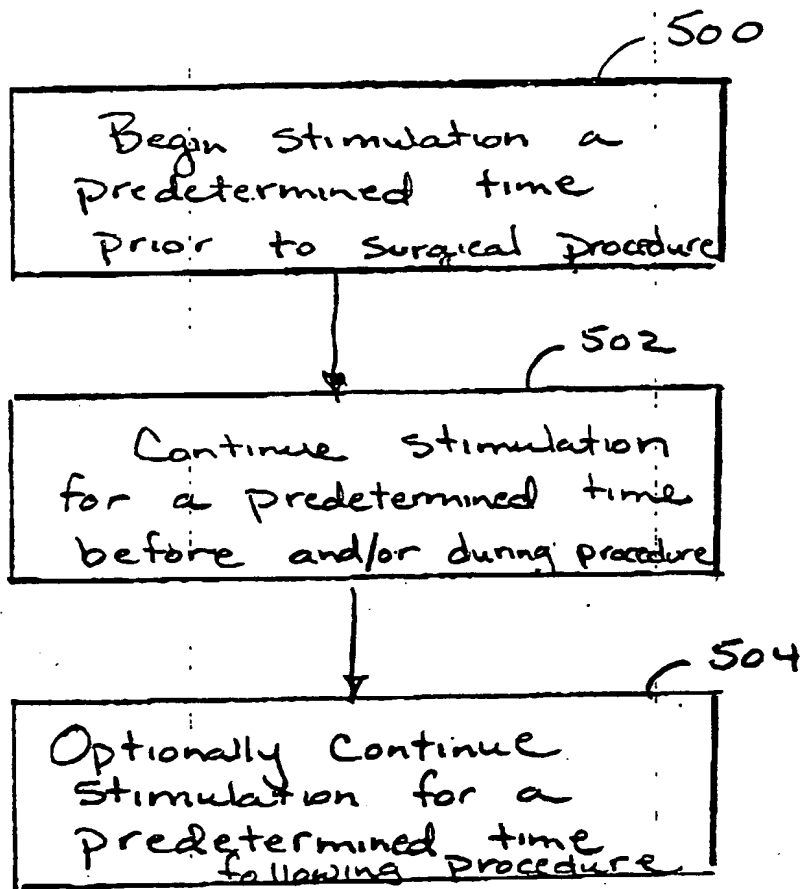 500
Begin stimulation a
predetermined time
prior to surgical procedure
502
Continue stimulation
for a predetermined time
before and/or during procedure
504
Optionally continue
stimulation for a
predetermined time
following procedure